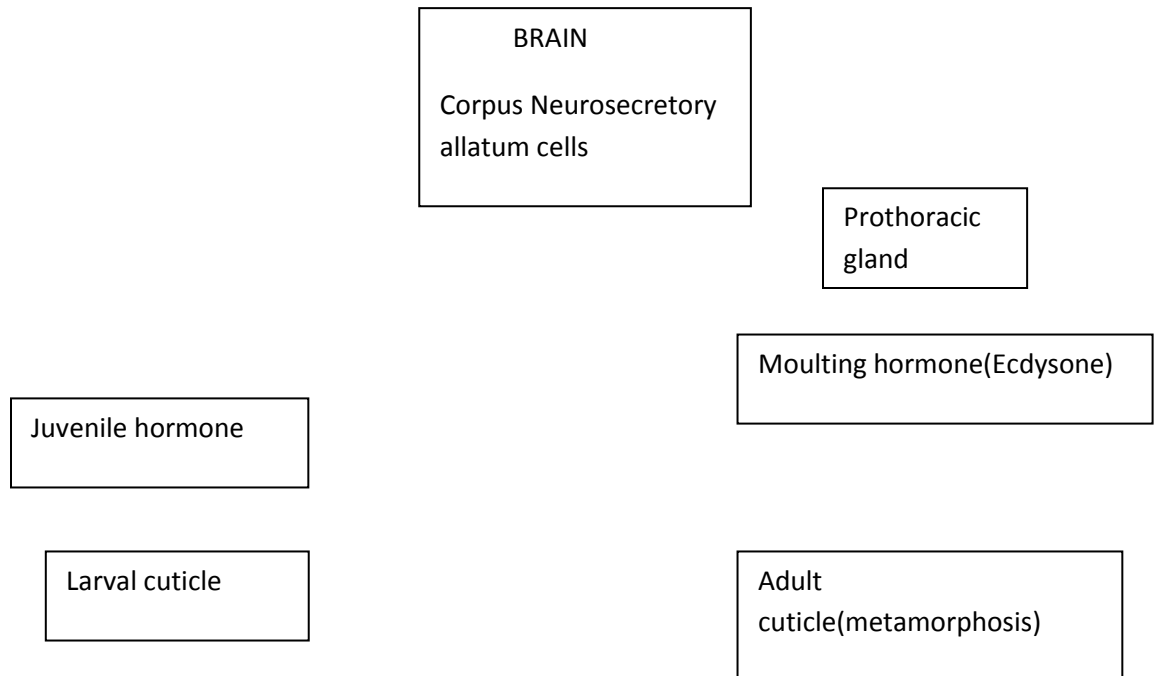 BRAIN
Corpus Neurosecretory
allatum cells
Prothoracic
gland
Moulting hormone(Ecdysone)
Juvenile hormone
Larval cuticle
Adult
cuticle(metamorphosis)